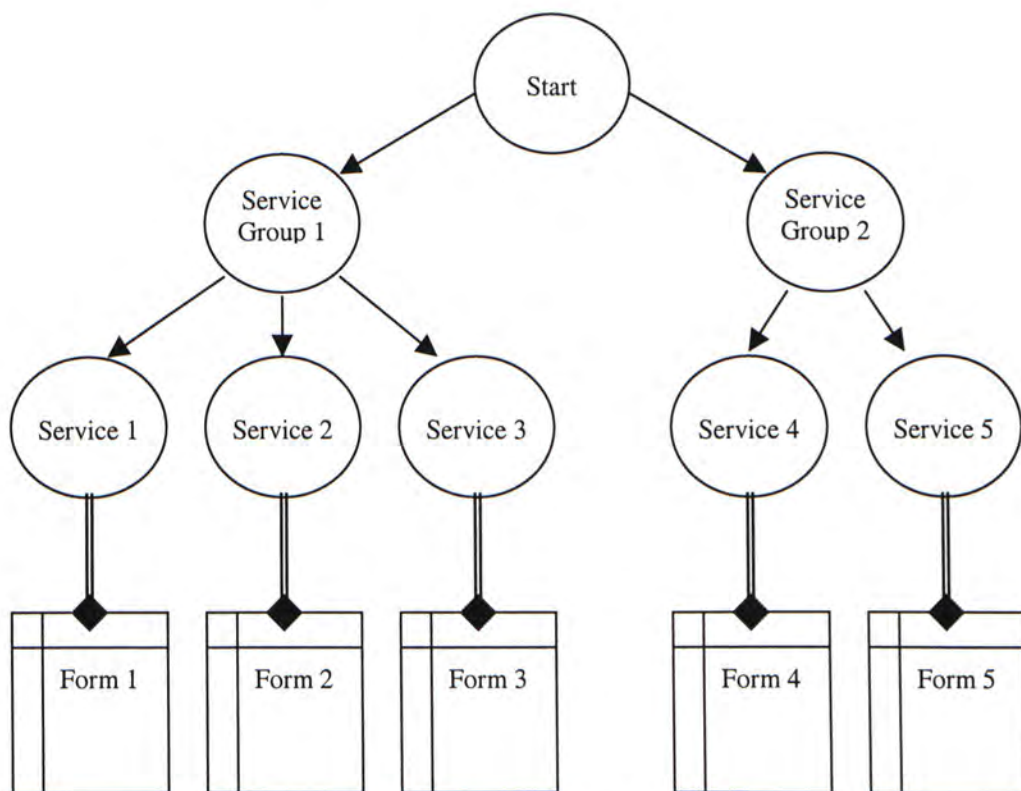 Start
Service
Group 1
Service
Group 2
Service 1
Service 2
Service 3
Service 4
Service 5
Form 1
Form 2
Form 3
Form 4
Form 5